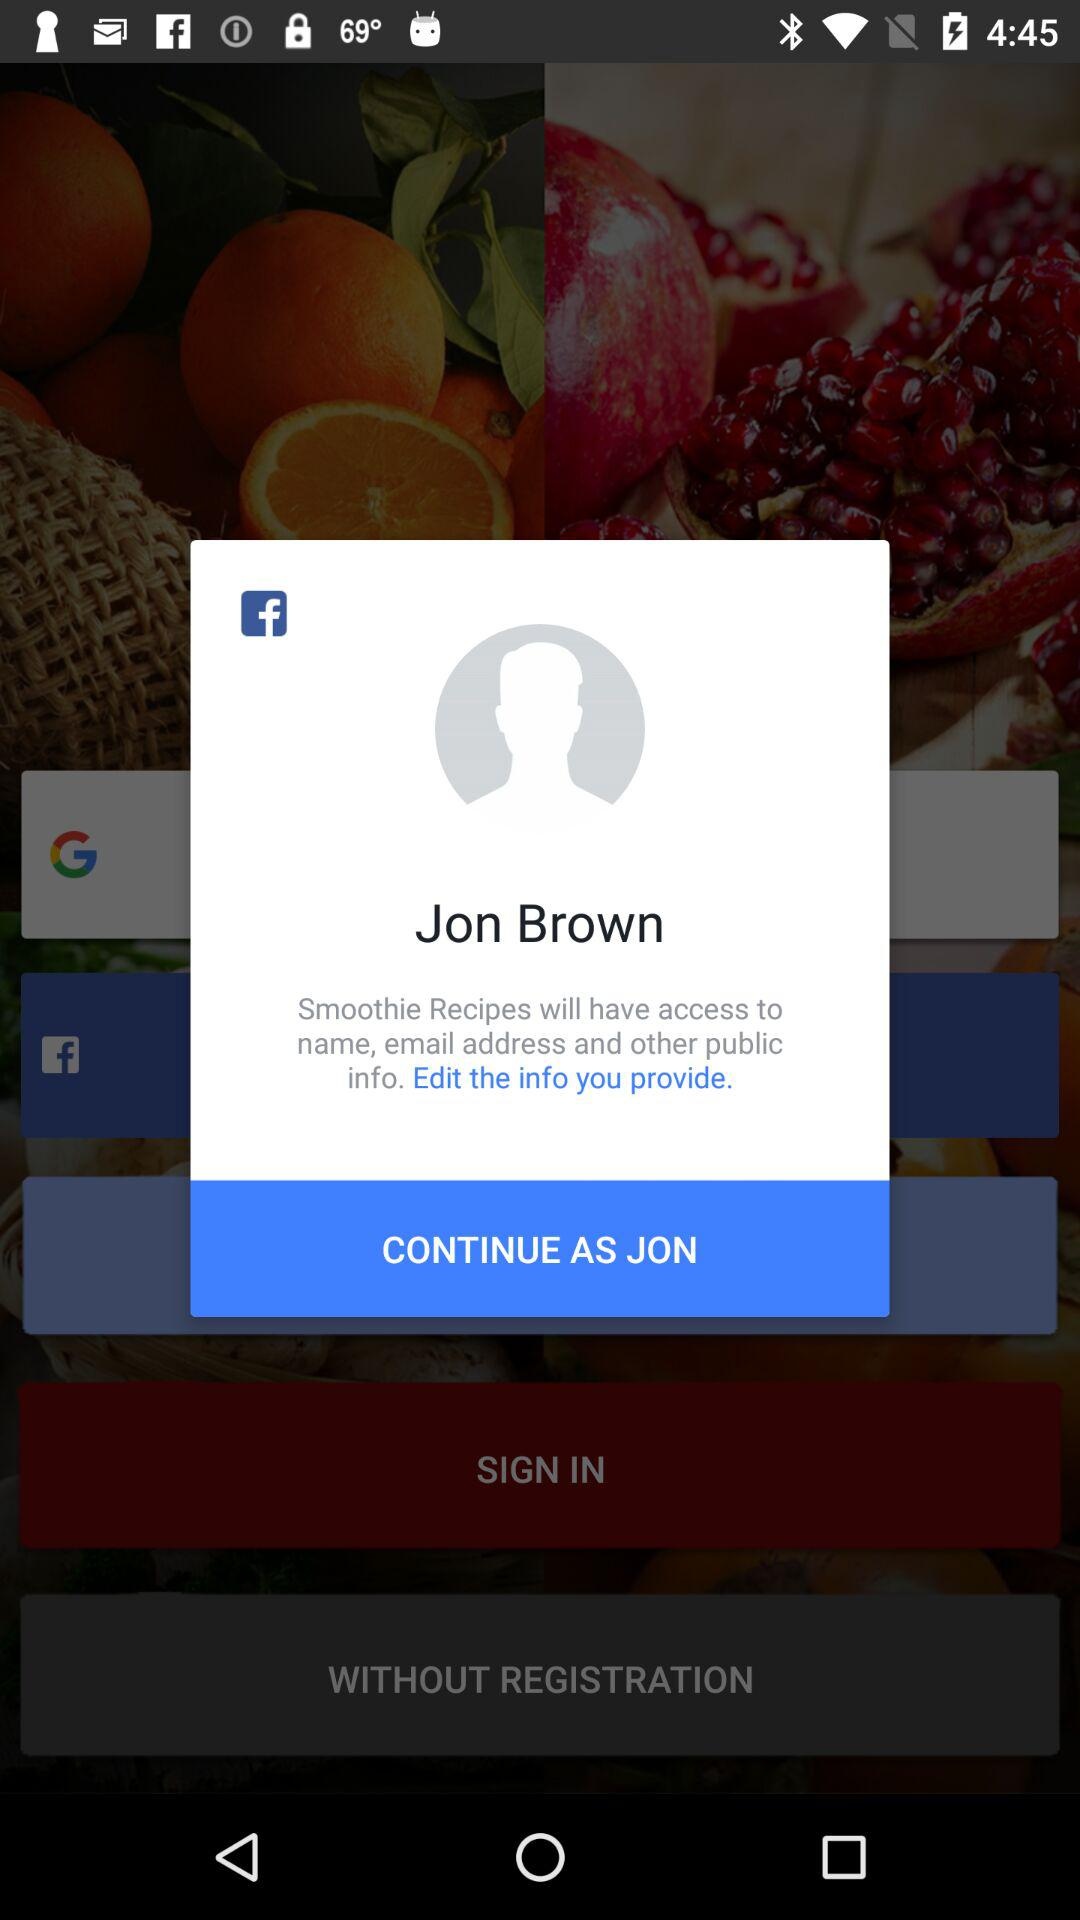 69° 4:45
Jon Brown
Smoothie Recipes will have access to
name, email address and other public
info. Edit the info you provide.
CONTINUE AS JON
SIGN IN
WITHOUT REGISTRATION